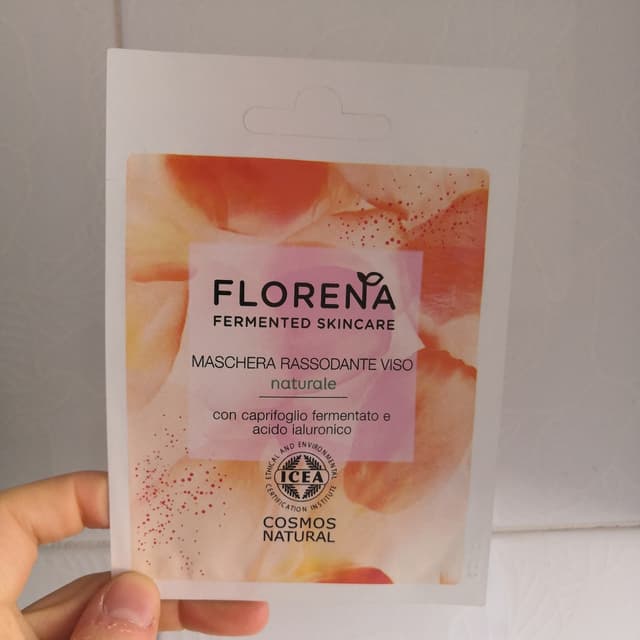 FLORENA
FERMENTED SKINCARE
MASCHERA RASSODANTE VISO
naturale
con caprifoglio fermentato e
acido ialuronico
ETHICAL AND ENVIRONMENTAL
ICEA
CERTIFICATION INSTITUTE
COSMOS
NATURAL